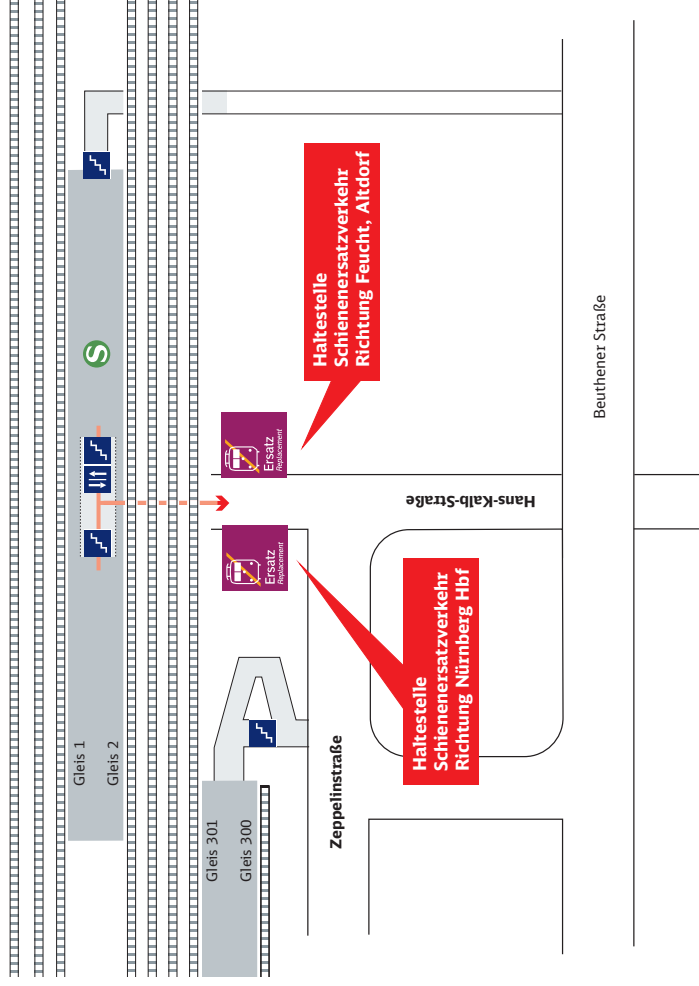 Gleis 1
Gleis 2
S
Gleis 301
Gleis 300
Ersatz
Replacement
Ersatz
Replacement
Haltestelle
Schienenersatzverkehr
Richtung Feucht, Altdorf
Haltestelle
Schienenersatzverkehr
Richtung Nürnberg Hbf
Zeppelinstraße
Hans-Kalb-Straße
Beuthener Straße